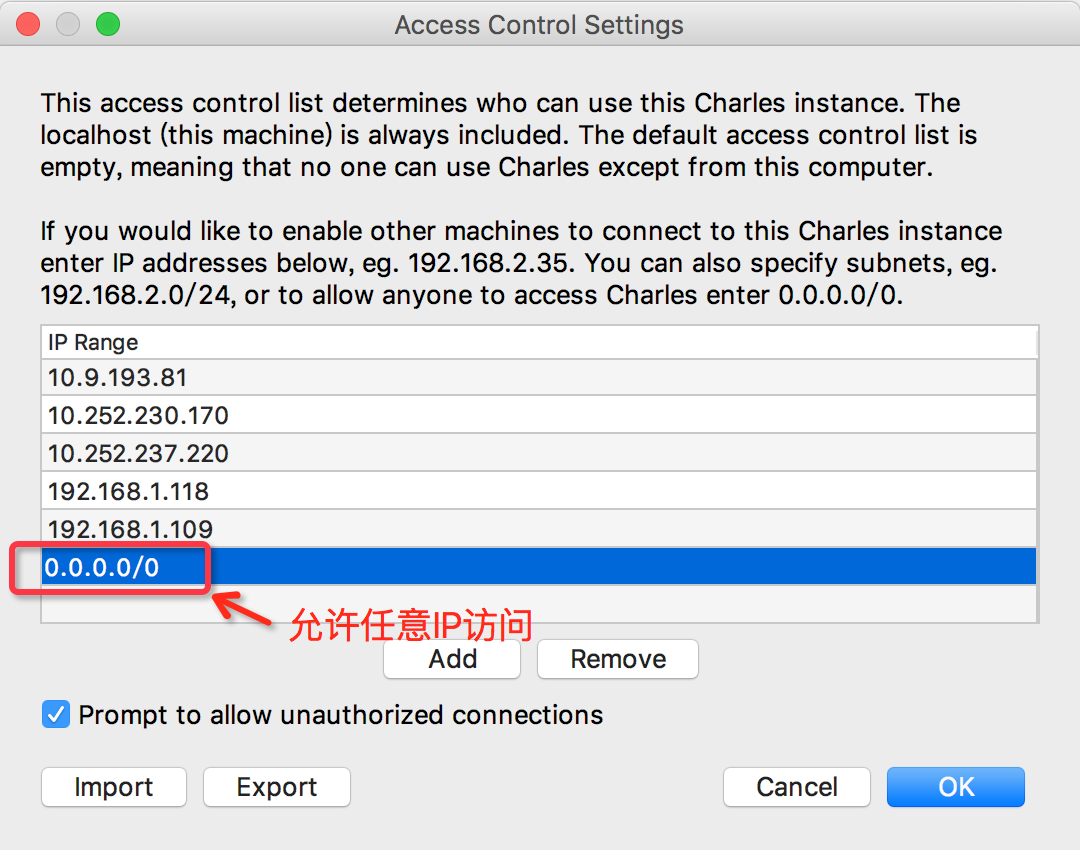 Access Control Settings
This access control list determines who can use this Charles instance. The
localhost (this machine) is always included. The default access control list is
empty, meaning that no one can use Charles except from this computer.
If you would like to enable other machines to connect to this Charles instance
enter IP addresses below, eg. 192.168.2.35. You can also specify subnets, eg.
192.168.2.0/24, or to allow anyone to access Charles enter 0.0.0.0/0.
IP Range
10.9.193.81
10.252.230.170
10.252.237.220
192.168.1.118
192.168.1.109
0.0.0.0/0
允许任意IP访问
Add Remove
Prompt to allow unauthorized connections
Import Export Cancel OK